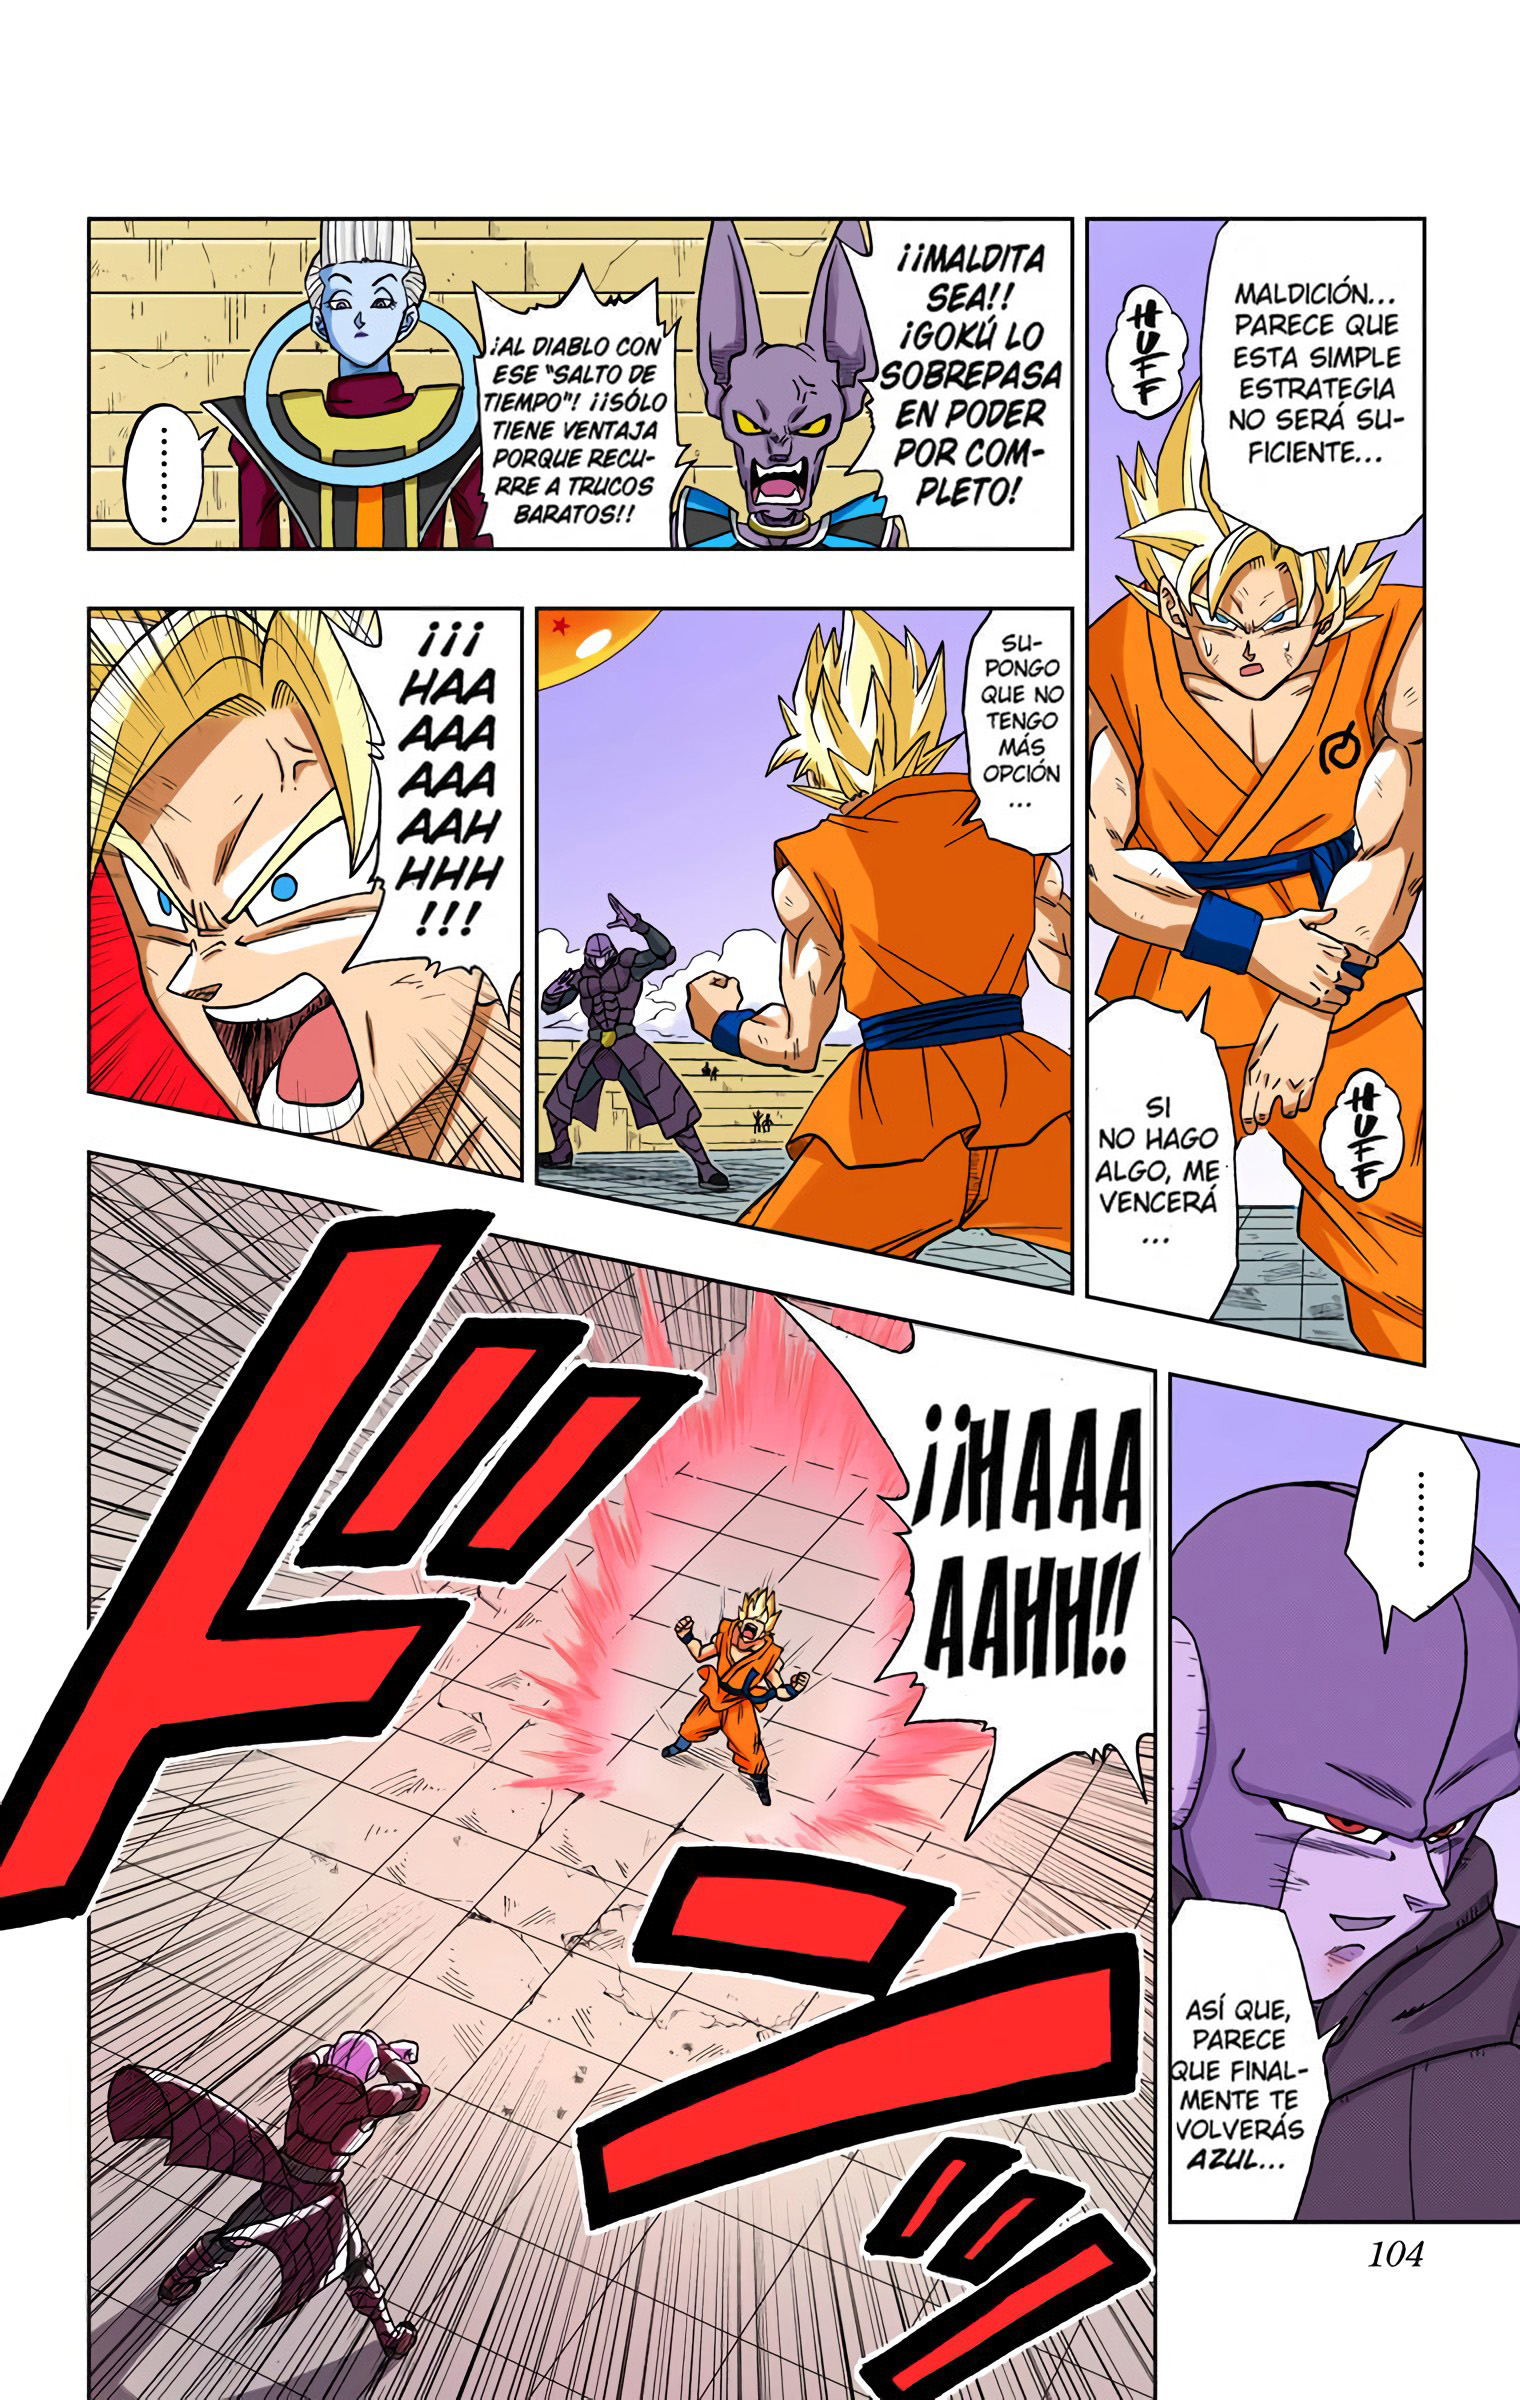 MALDICIÓN...
PARECE QUE
ESTA SIMPLE
ESTRATEGIA
NO SERÁ SU-
FICIENTE...
HUFF
SI
NO HAGO
ALGO, ME
VENCERÁ
...
HUFF
¡¡MALDITA
SEA!!
¡GOKÚ LO
SOBREPASA
EN PODER
POR COM-
PLETO!
¡AL DIABLO CON
ESE "SALTO DE
TIEMPO"! ¡¡SÓLO
TIENE VENTAJA
PORQUE RECU-
RRE A TRUCOS
BARATOS!!
........
SU-
PONGO
QUE NO
TENGO
MÁS
OPCIÓN
...
¡¡¡
HAA
AAA
AAA
AAH
HHH
!!!
........
ASÍ QUE,
PARECE
QUE FINAL-
MENTE TE
VOLVERÁS
AZUL...
¡¡HAAA
AAHH!!
ドンッ
104